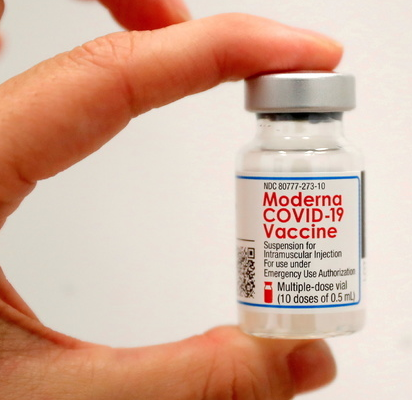 NDC 80777-273-10
Moderna
COVID-19
Vaccine
Suspension for
Intramuscular Injection
For use under
Emergency Use Authorization
Multiple-dose vial
(10 doses of 0.5 mL)